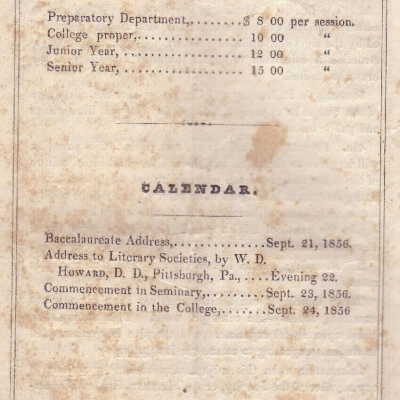 Preparatory Department,.......$ 8 00 per session.
College proper,............... 10 00 “
Junior Year, ................. 12 00 “
Senior Year, ................. 15 00 “
CALENDAR.
Baccalaureate Address,..............Sept. 21, 1856.
Address to Literary Societies, by W. D.
Howard, D. D., Pittsburgh, Pa., ....Evening 22.
Commencement in Seminary,.........Sept. 23, 1856.
Commencement in the College,.......Sept. 24, 1856